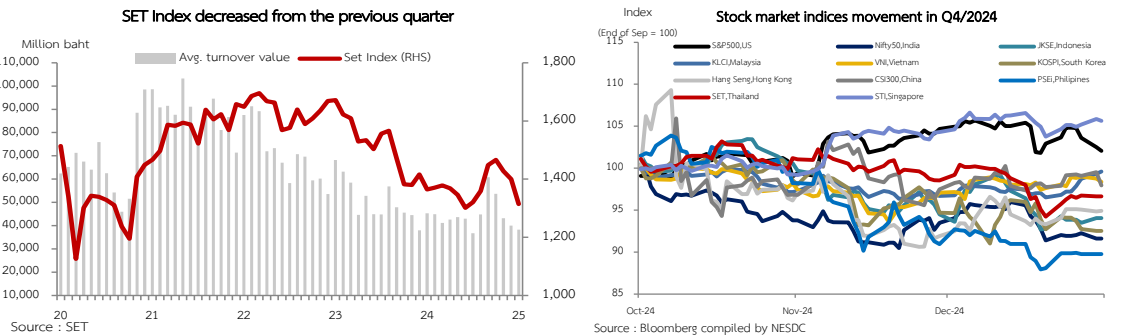 SET Index decreased from the previous quarter
Million baht
Avg. turnover value
Set Index (RHS)
110,000
100,000
90,000
80,000
70,000
60,000
50,000
40,000
30,000
20,000
10,000
1,800
1,600
1,400
1,200
1,000
20 21 22 23 24 25
Source : SET
Stock market indices movement in Q4/2024
Index
(End of Sep = 100)
S&P500,US Nifty50,India JKSE,Indonesia
KLCI,Malaysia VNI,Vietnam KOSPI,South Korea
Hang Seng,Hong Kong CSI300,China PSEi,Philipines
SET,Thailand STI,Singapore
115
110
105
100
95
90
85
Oct-24 Nov-24 Dec-24
Source : Bloomberg compiled by NESDC